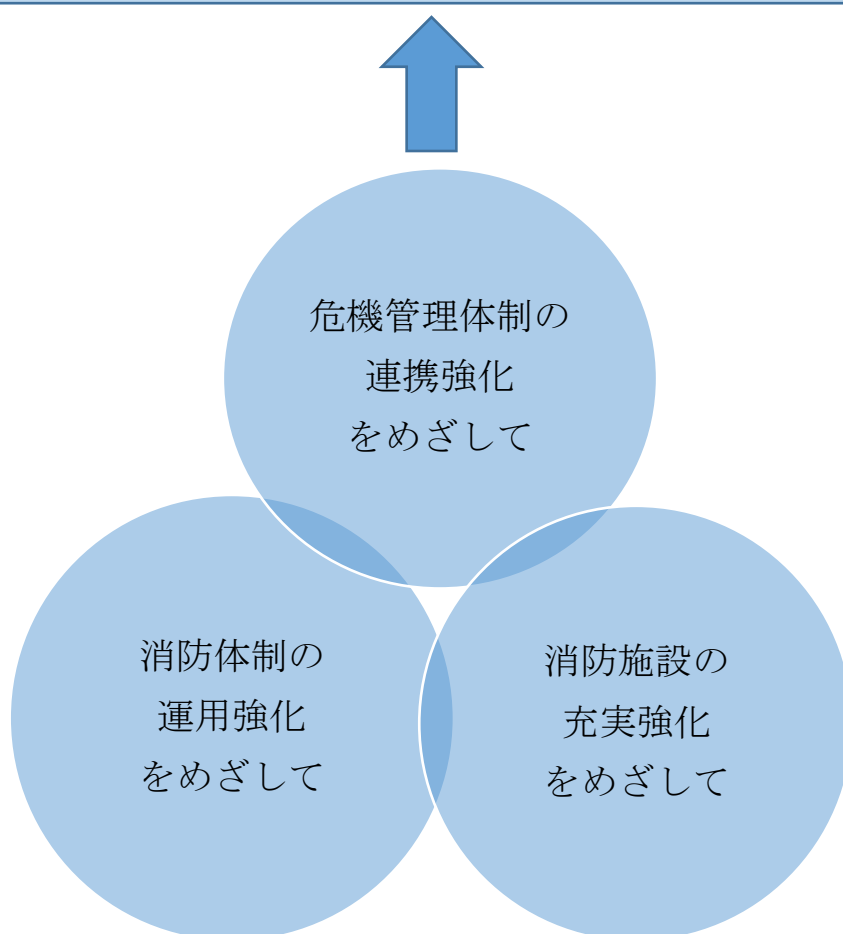 危機管理体制の
連携強化
をめざして
消防体制の
運用強化
をめざして
消防施設の
充実強化
をめざして